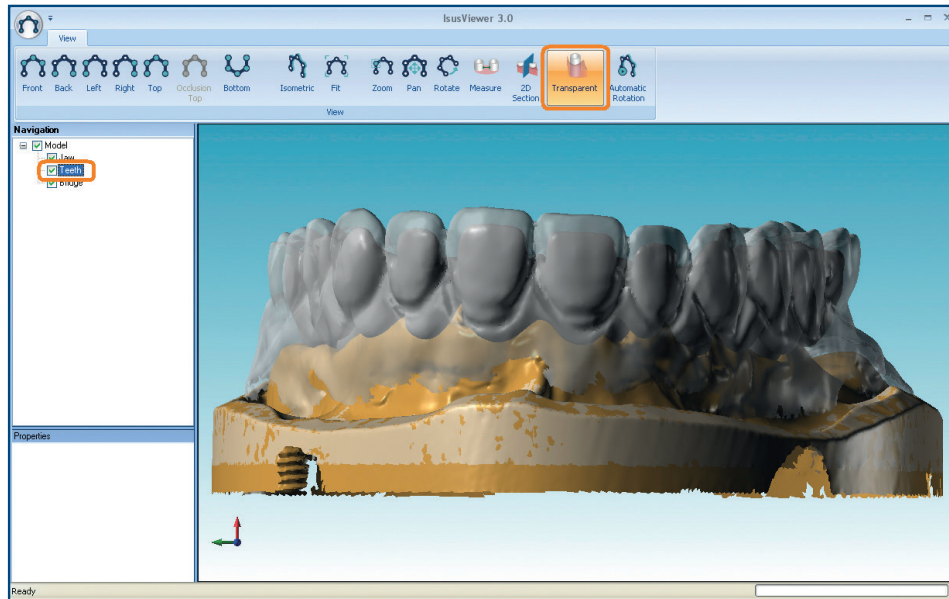 IsusViewer 3.0
View
Front Back Left Right Top Occlusion Top Bottom Isometric Fit Zoom Pan Rotate Measure 2D Section Transparent Automatic Rotation
View
Navigation
Model
Jaw
Teeth
Bridge
Properties
Ready